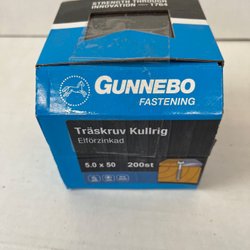 STRENGTH THROUGH
INNOVATION — 1764
GUNNEBO
FASTENING
Träskruv Kullrig
Elförzinkad
5.0 x 50 200st